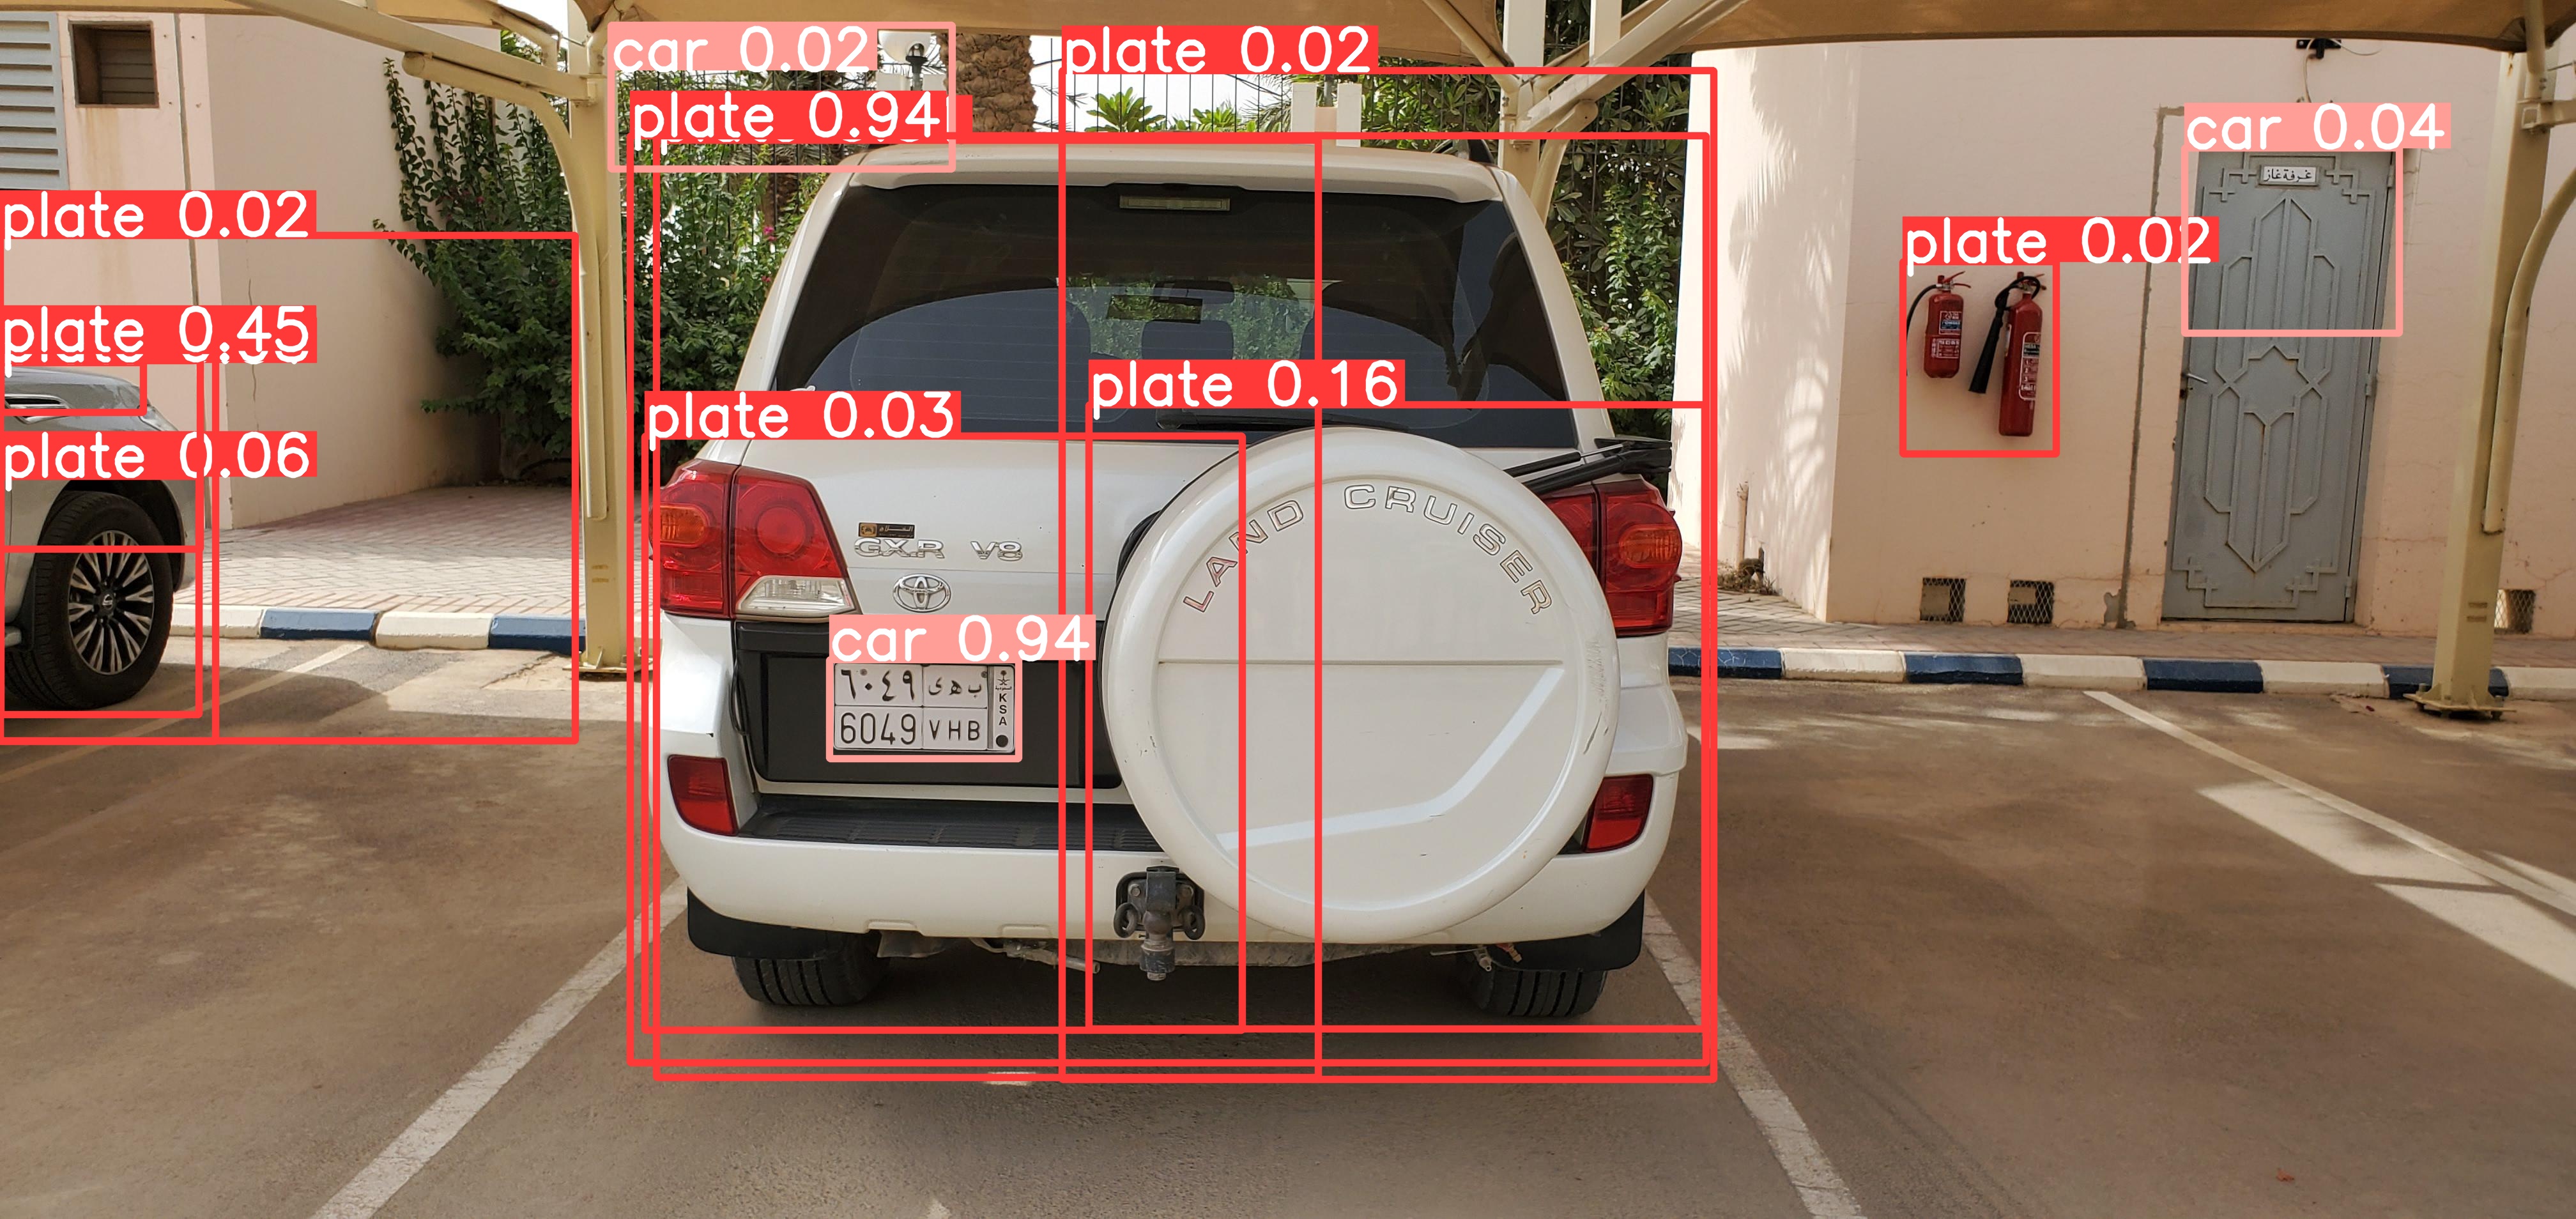 car 0.02
plate 0.02
plate 0.94
car 0.04
غرفة غاز
plate 0.02
plate 0.02
plate 0.45
plate 0.16
plate 0.03
plate 0.06
LAND CRUISER
GX.R V8
car 0.94
٦٠٤٩ ب ه ى
6049 VHB
KSA